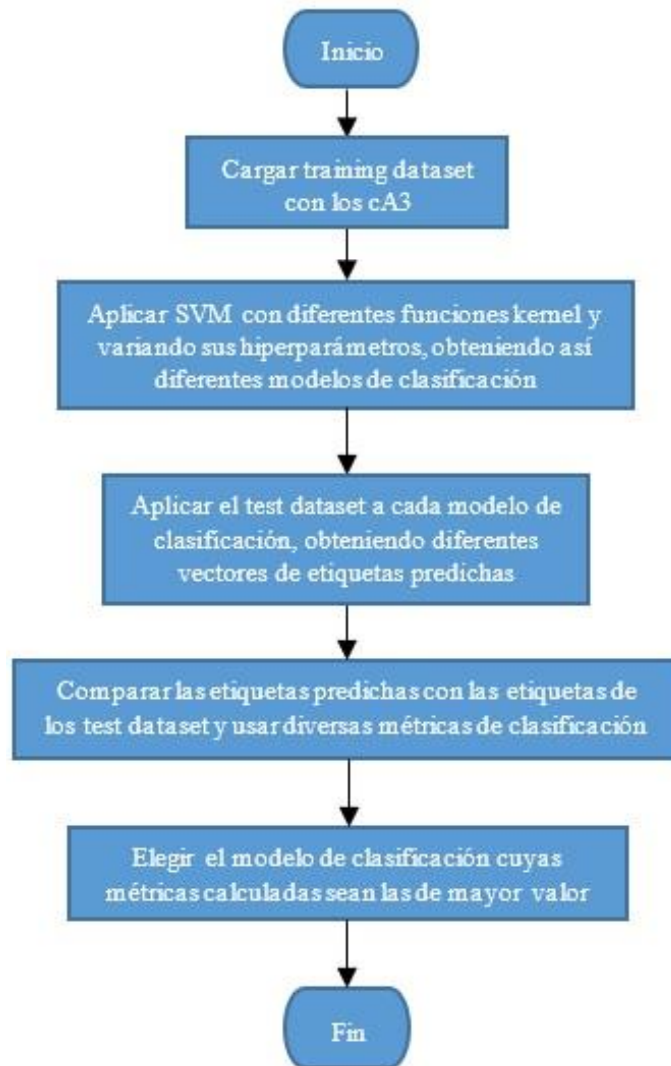 Inicio
Cargar training dataset
con los cA3
Aplicar SVM con diferentes funciones kernel y
variando sus hiperparámetros, obteniendo así
diferentes modelos de clasificación
Aplicar el test dataset a cada modelo de
clasificación, obteniendo diferentes
vectores de etiquetas predichas
Comparar las etiquetas predichas con las etiquetas de
los test dataset y usar diversas métricas de clasificación
Elegir el modelo de clasificación cuyas
métricas calculadas sean las de mayor valor
Fin